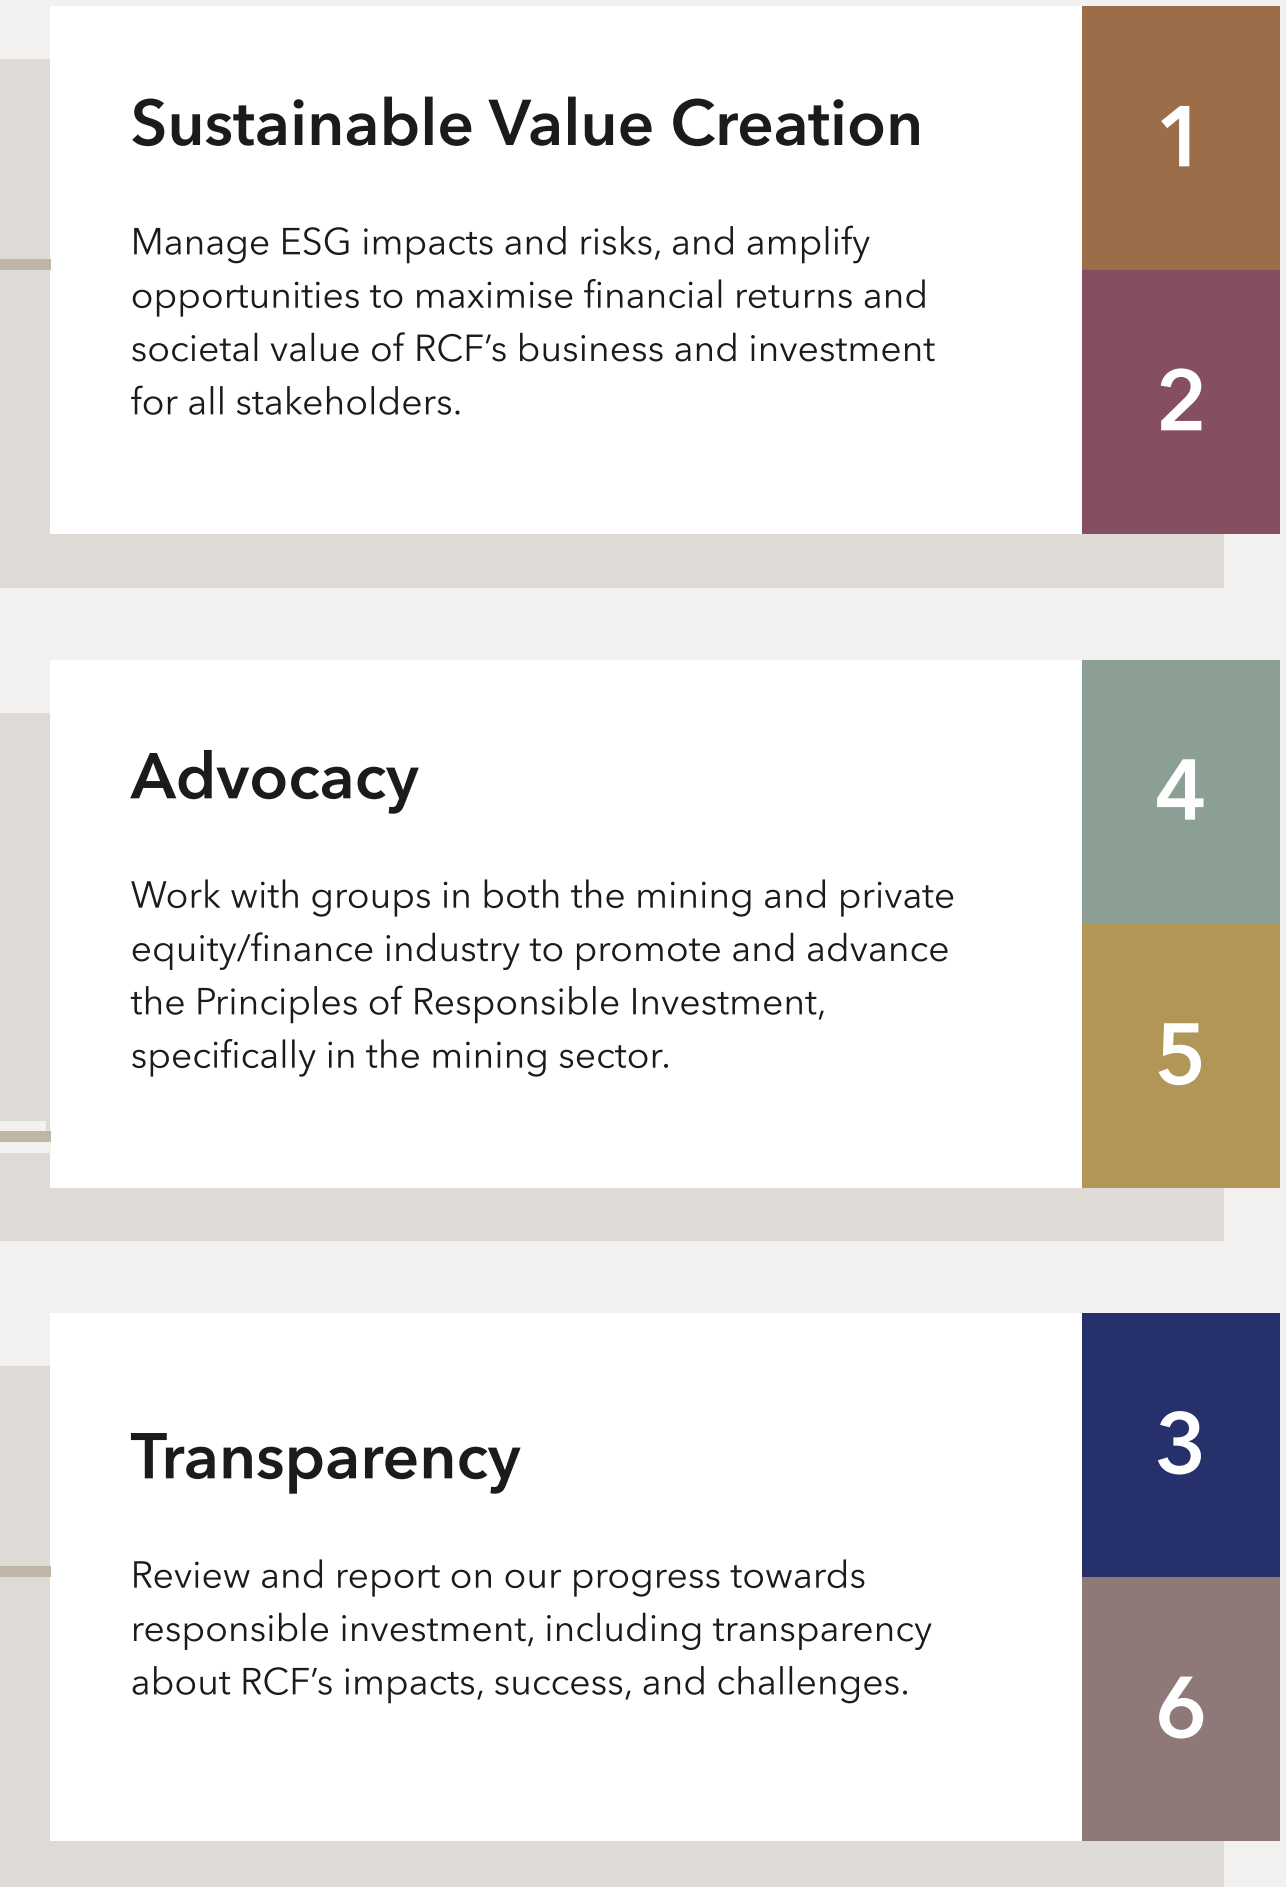 Sustainable Value Creation
1
Manage ESG impacts and risks, and amplify
opportunities to maximise financial returns and
societal value of RCF’s business and investment
for all stakeholders.
2
Advocacy
4
Work with groups in both the mining and private
equity/finance industry to promote and advance
the Principles of Responsible Investment,
specifically in the mining sector.
5
Transparency
3
Review and report on our progress towards
responsible investment, including transparency
about RCF’s impacts, success, and challenges.
6